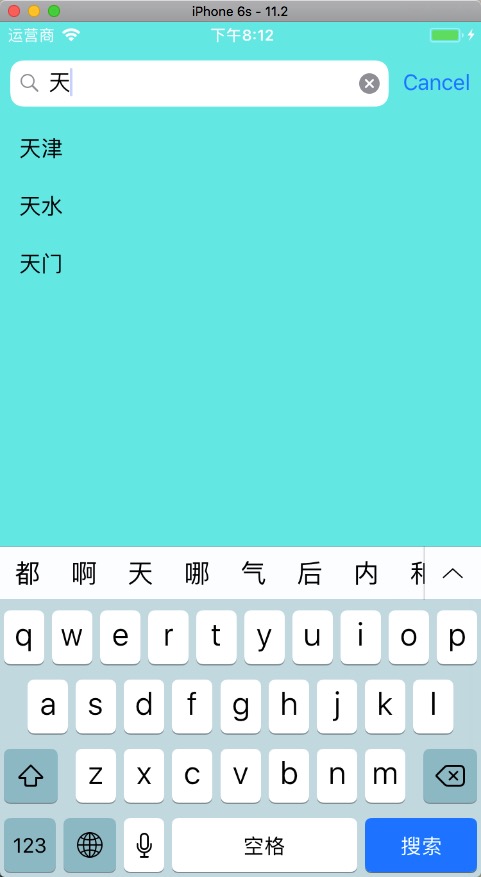 iPhone 6s - 11.2
运营商 下午8:12
天 Cancel
天津
天水
天门
都 啊 天 哪 气 后 内
q w e r t y u i o p
a s d f g h j k l
z x c v b n m
123 空格 搜索